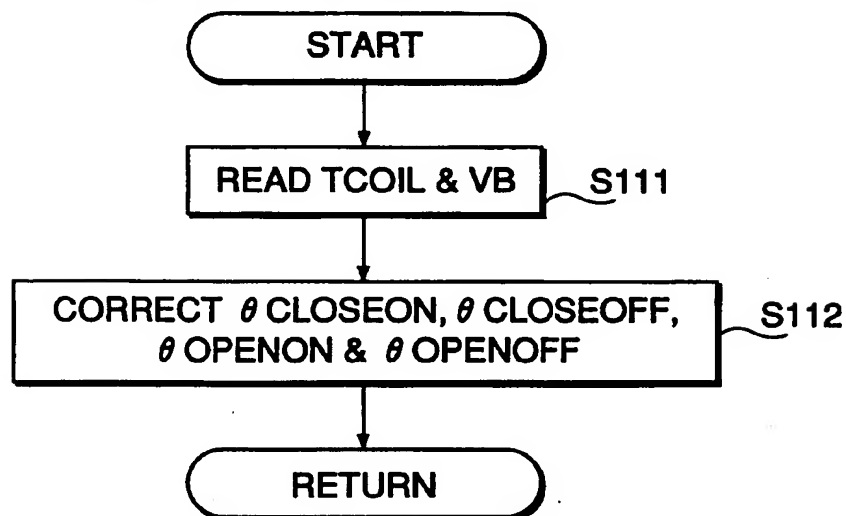 START
READ TCOIL & VB
S111
CORRECT θ CLOSEON, θ CLOSEOFF,
θ OPENON & θ OPENOFF
S112
RETURN